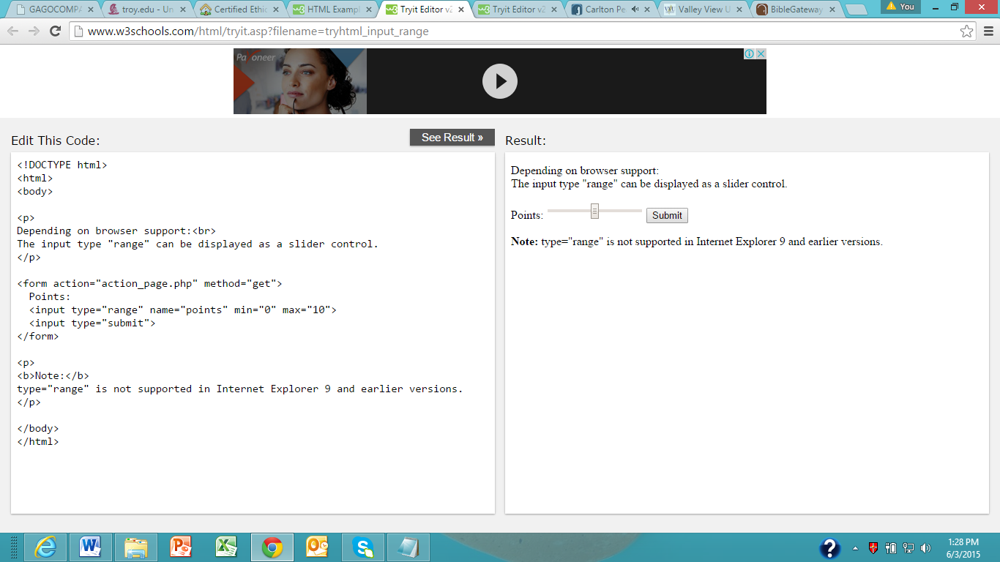 GAGOCOMPA
troy.edu - Un
Certified Ethic
HTML Exampl
Tryit Editor v2
Tryit Editor v2
Carlton Pe
Valley View U
BibleGateway
You
www.w3schools.com/html/tryit.asp?filename=tryhtml_input_range
Payoneer
Edit This Code:
See Result »
<!DOCTYPE html>
<html>
<body>
<p>
Depending on browser support:<br>
The input type "range" can be displayed as a slider control.
</p>
<form action="action_page.php" method="get">
Points:
<input type="range" name="points" min="0" max="10">
<input type="submit">
</form>
<p>
<b>Note:</b>
type="range" is not supported in Internet Explorer 9 and earlier versions.
</p>
</body>
</html>
Result:
Depending on browser support:
The input type "range" can be displayed as a slider control.
Points: Submit
Note: type="range" is not supported in Internet Explorer 9 and earlier versions.
1:28 PM
6/3/2015